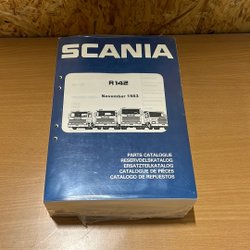 SCANIA
R142
November 1983
PARTS CATALOGUE
RESERVDELSKATALOG
ERSATZTEILKATALOG
CATALOGUE DE PIÈCES
CATALOGO DE REPUESTOS